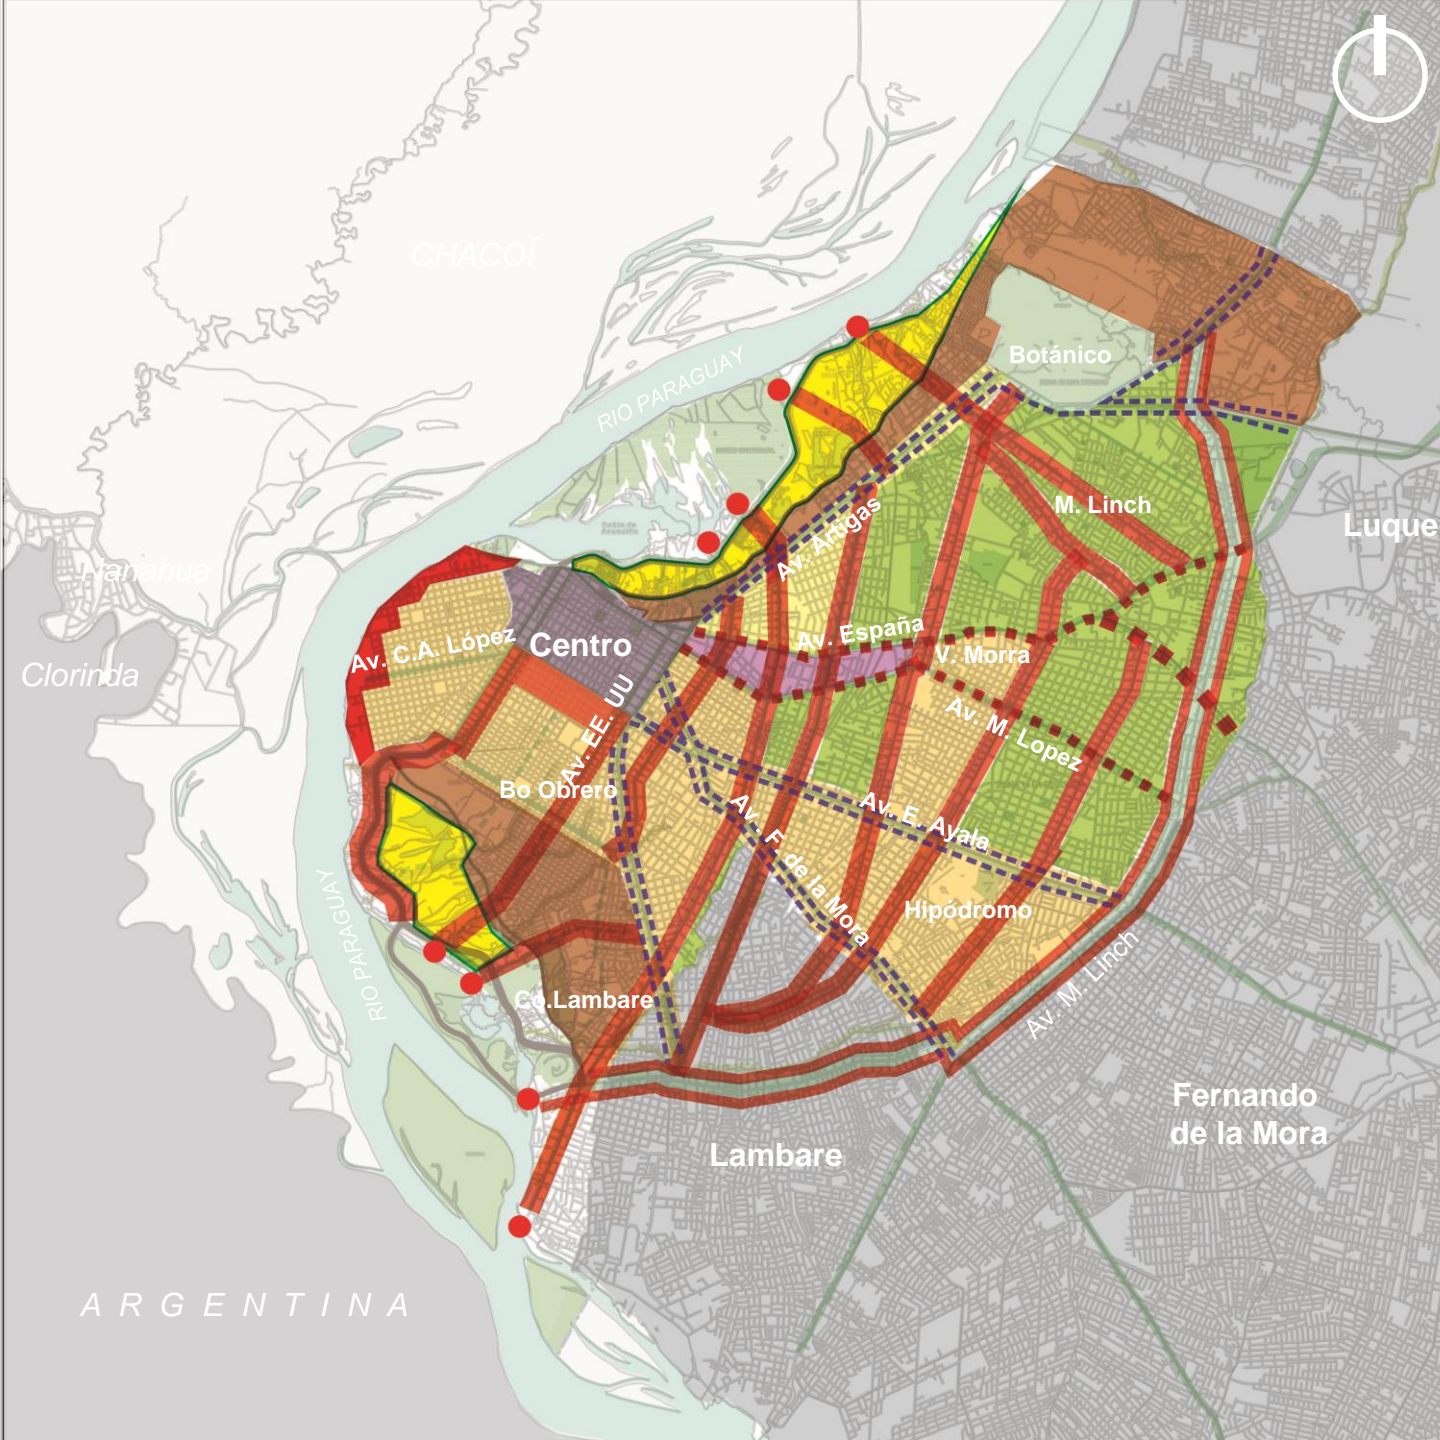 CHACOÍ
Botánico
RIO PARAGUAY
M. Linch
Luque
Av. Artigas
Nanahua
Av. España
Av. C.A. López
Centro
V. Morra
Clorinda
Av. EE. UU
Av. M. Lopez
Bo Obrero
Av. E. Ayala
Av. F. de la Mora
Hipódromo
RIO PARAGUAY
Co.Lambare
Av. M. Linch
Fernando
de la Mora
Lambare
ARGENTINA